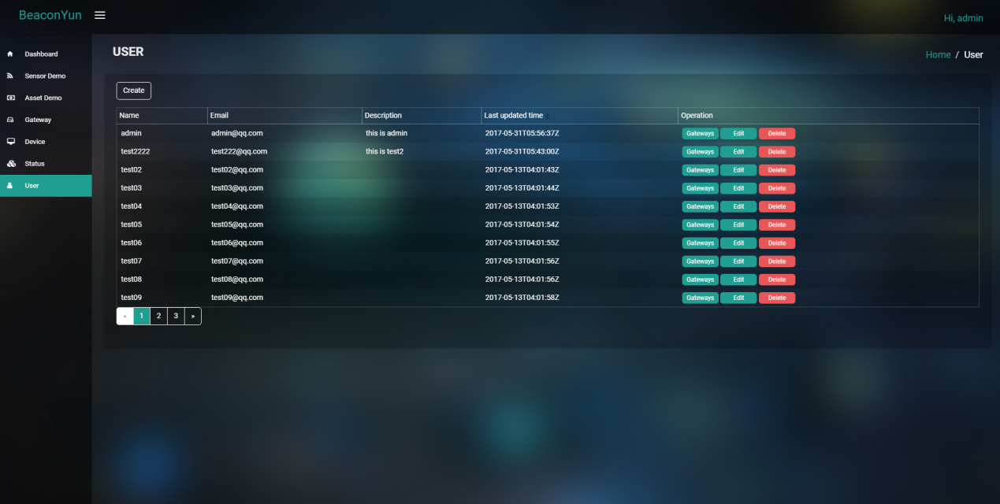 BeaconYun
Hi, admin
Dashboard
Sensor Demo
Asset Demo
Gateway
Device
Status
User
USER
Home / User
Create
Name Email Description Last updated time Operation
admin admin@qq.com this is admin 2017-05-31T05:56:37Z Gateways Edit Delete
test2222 test222@qq.com this is test2 2017-05-31T05:43:00Z Gateways Edit Delete
test02 test02@qq.com 2017-05-13T04:01:43Z Gateways Edit Delete
test03 test03@qq.com 2017-05-13T04:01:44Z Gateways Edit Delete
test04 test04@qq.com 2017-05-13T04:01:53Z Gateways Edit Delete
test05 test05@qq.com 2017-05-13T04:01:54Z Gateways Edit Delete
test06 test06@qq.com 2017-05-13T04:01:55Z Gateways Edit Delete
test07 test07@qq.com 2017-05-13T04:01:56Z Gateways Edit Delete
test08 test08@qq.com 2017-05-13T04:01:56Z Gateways Edit Delete
test09 test09@qq.com 2017-05-13T04:01:58Z Gateways Edit Delete
« 1 2 3 »